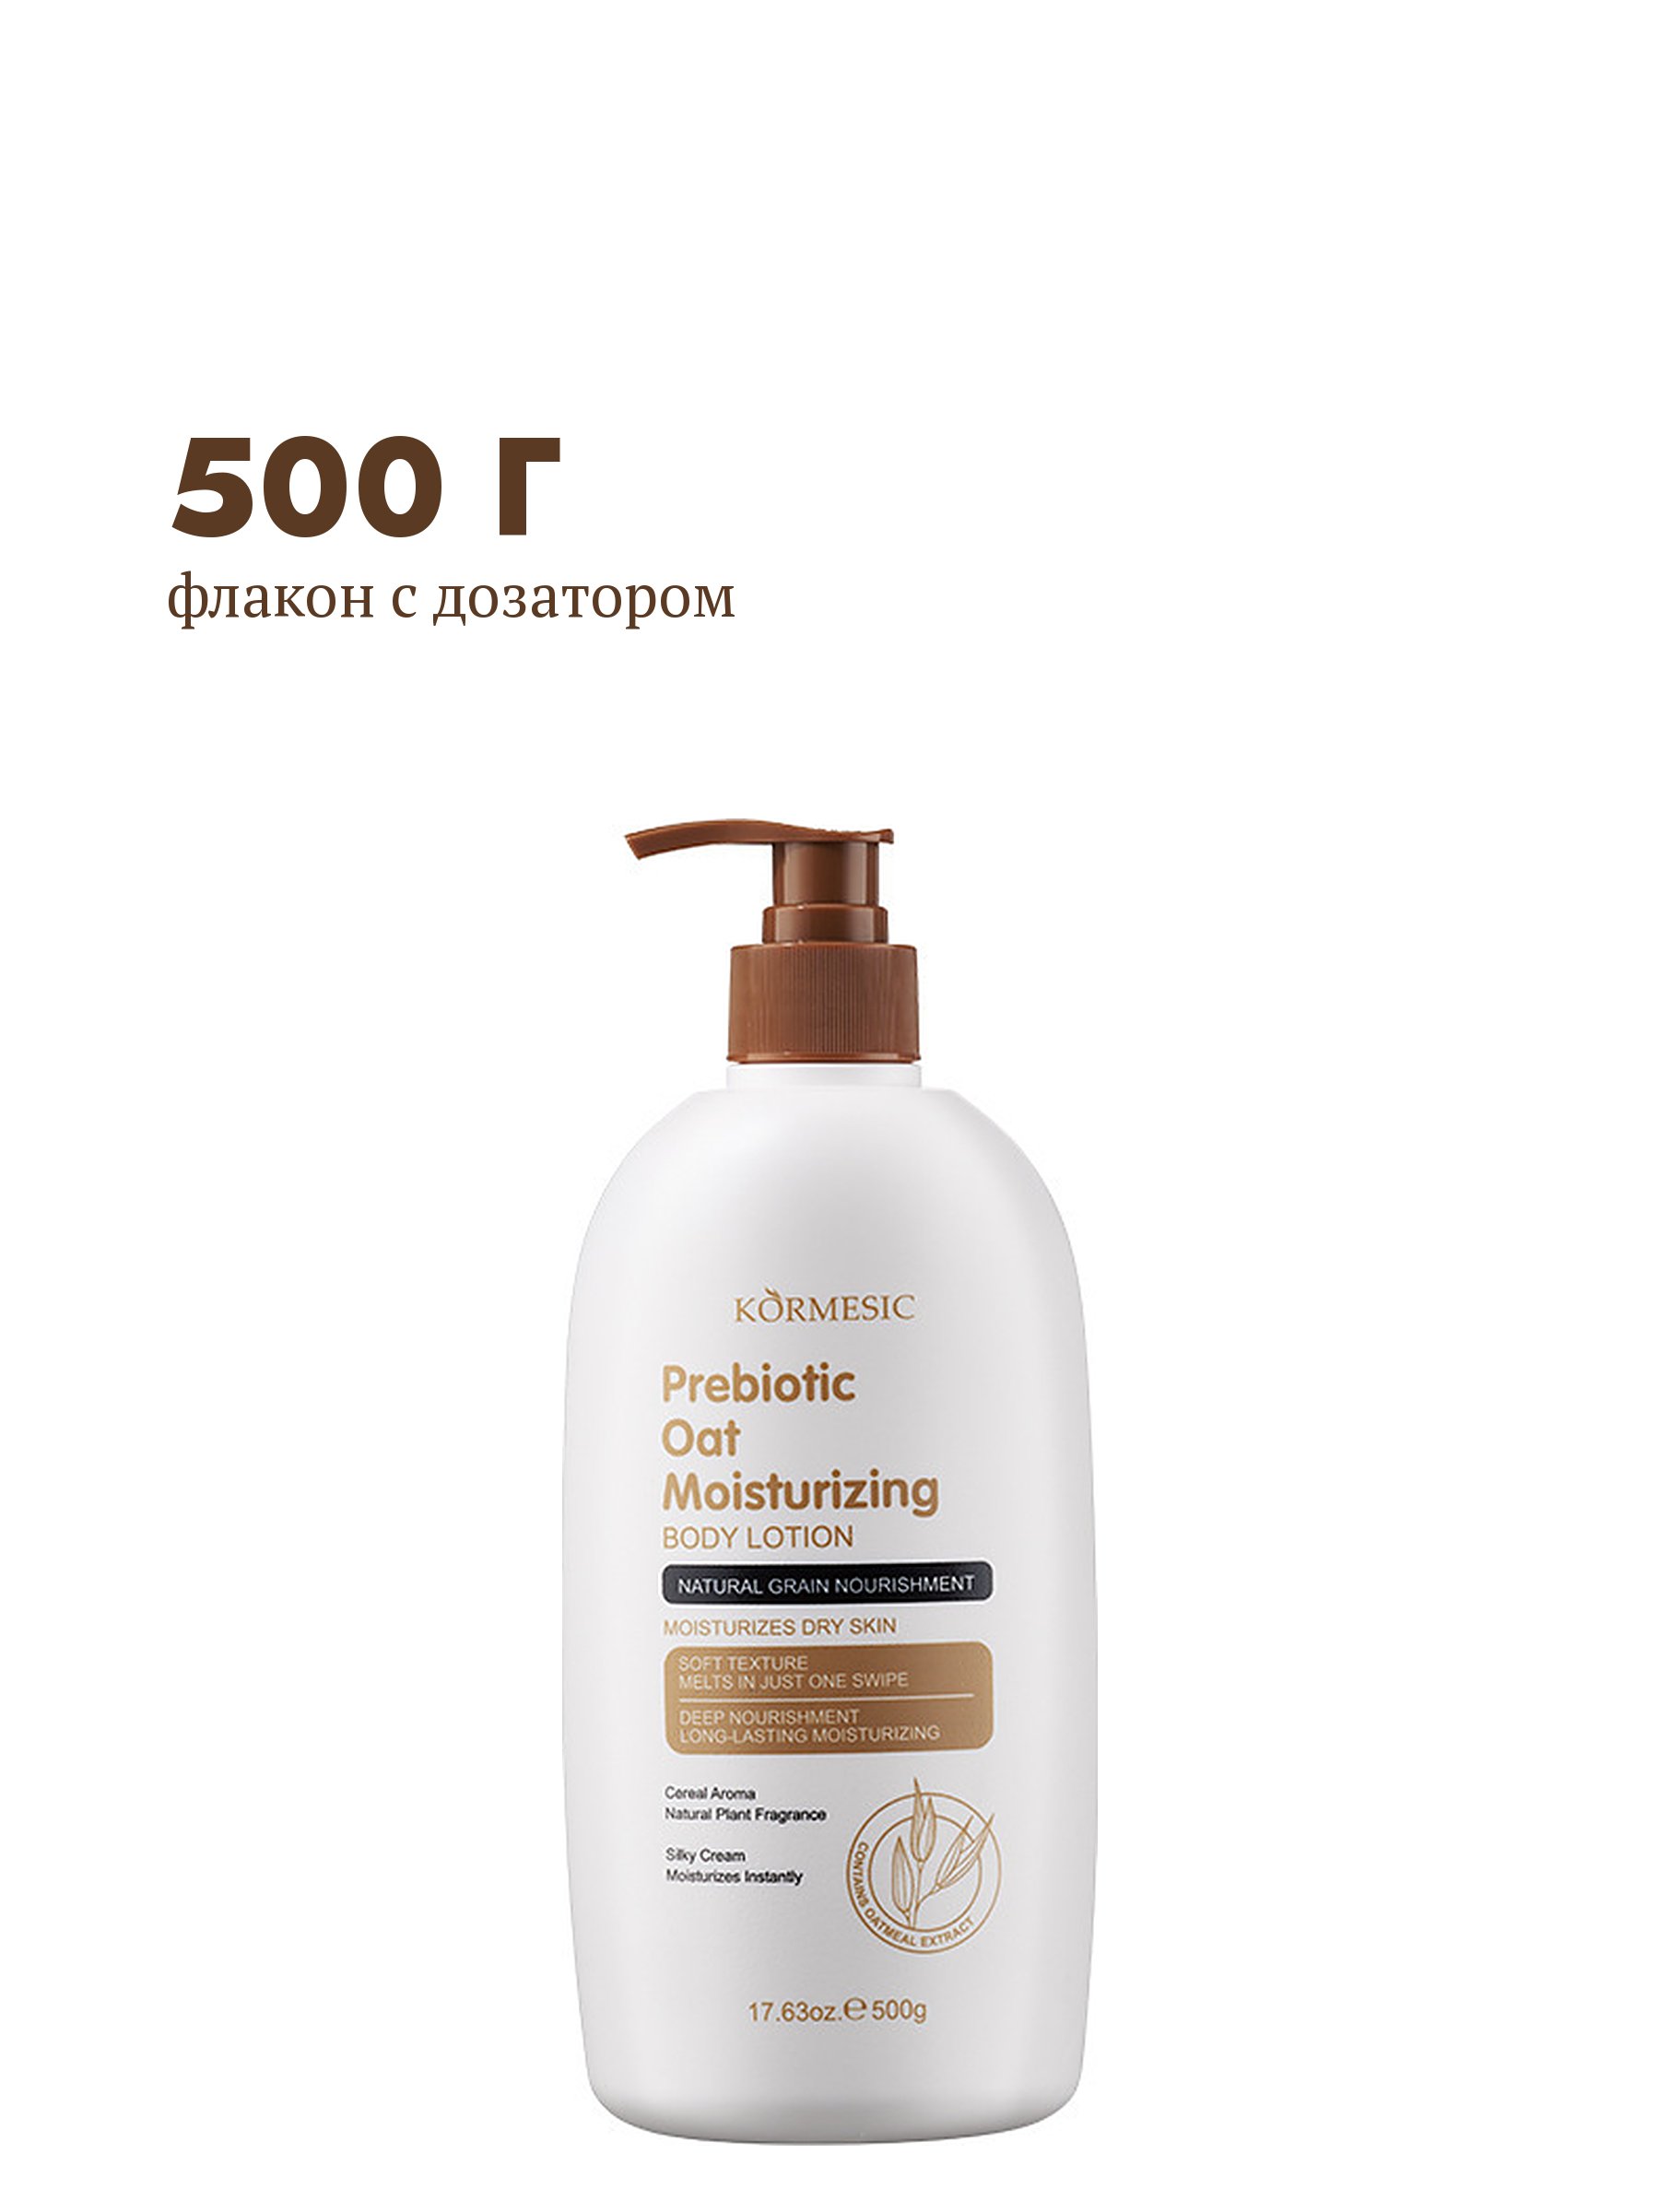 500 Г
флакон с дозатором
KORMESIC
Prebiotic
Oat
Moisturizing
BODY LOTION
NATURAL GRAIN NOURISHMENT
MOISTURIZES DRY SKIN
SOFT TEXTURE
MELTS IN JUST ONE SWIPE
DEEP NOURISHMENT
LONG-LASTING MOISTURIZING
Cereal Aroma
Natural Plant Fragrance
Silky Cream
Moisturizes Instantly
CONTAINS OATMEAL EXTRACT
17.63oz.℮500g